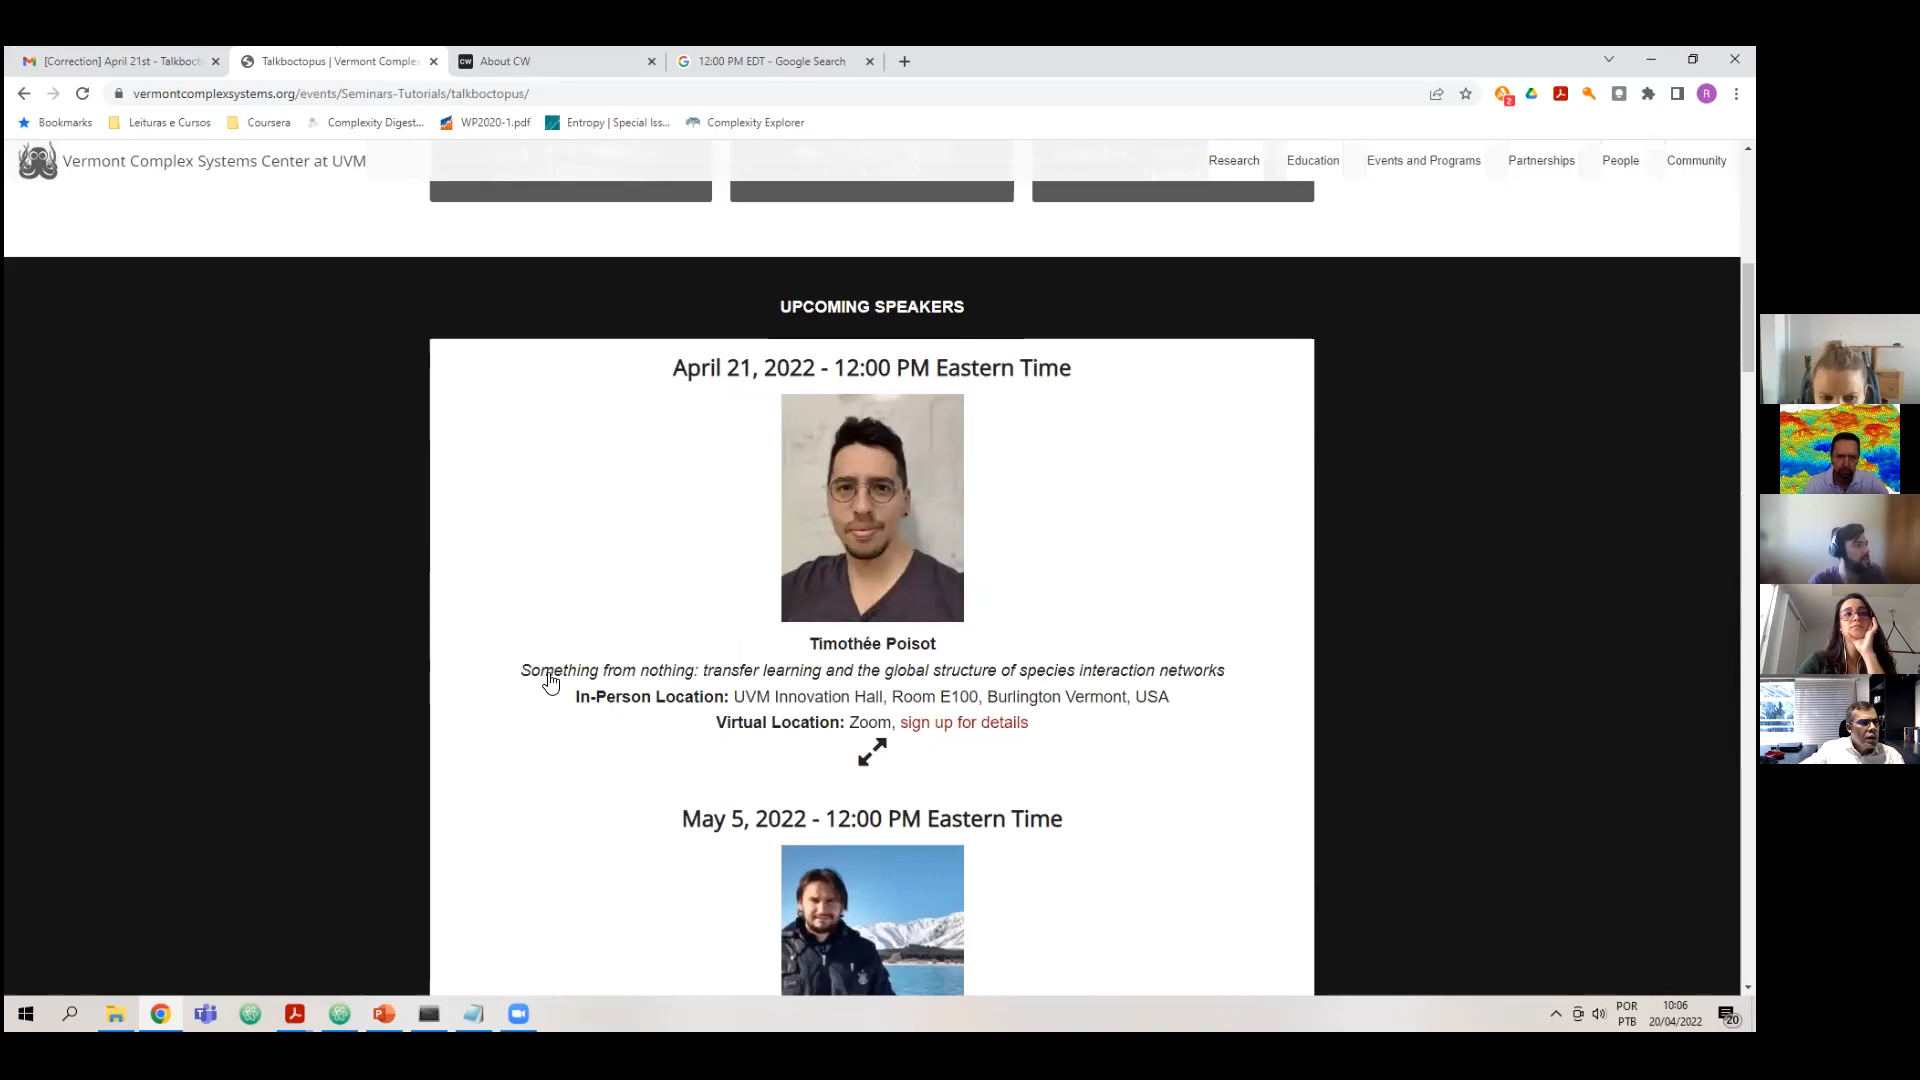 [Correction] April 21st - Talkboct
Talkboctopus | Vermont Comple
CW About CW
12:00 PM EDT - Google Search
vermontcomplexsystems.org/events/Seminars-Tutorials/talkboctopus/
2
R
Bookmarks
Leituras e Cursos
Coursera
Complexity Digest...
WP2020-1.pdf
Entropy | Special Iss...
Complexity Explorer
Vermont Complex Systems Center at UVM
Research
Education
Events and Programs
Partnerships
People
Community
UPCOMING SPEAKERS
April 21, 2022 - 12:00 PM Eastern Time
Timothée Poisot
Something from nothing: transfer learning and the global structure of species interaction networks
In-Person Location: UVM Innovation Hall, Room E100, Burlington Vermont, USA
Virtual Location: Zoom, sign up for details
May 5, 2022 - 12:00 PM Eastern Time
POR
PTB
10:06
20/04/2022
20